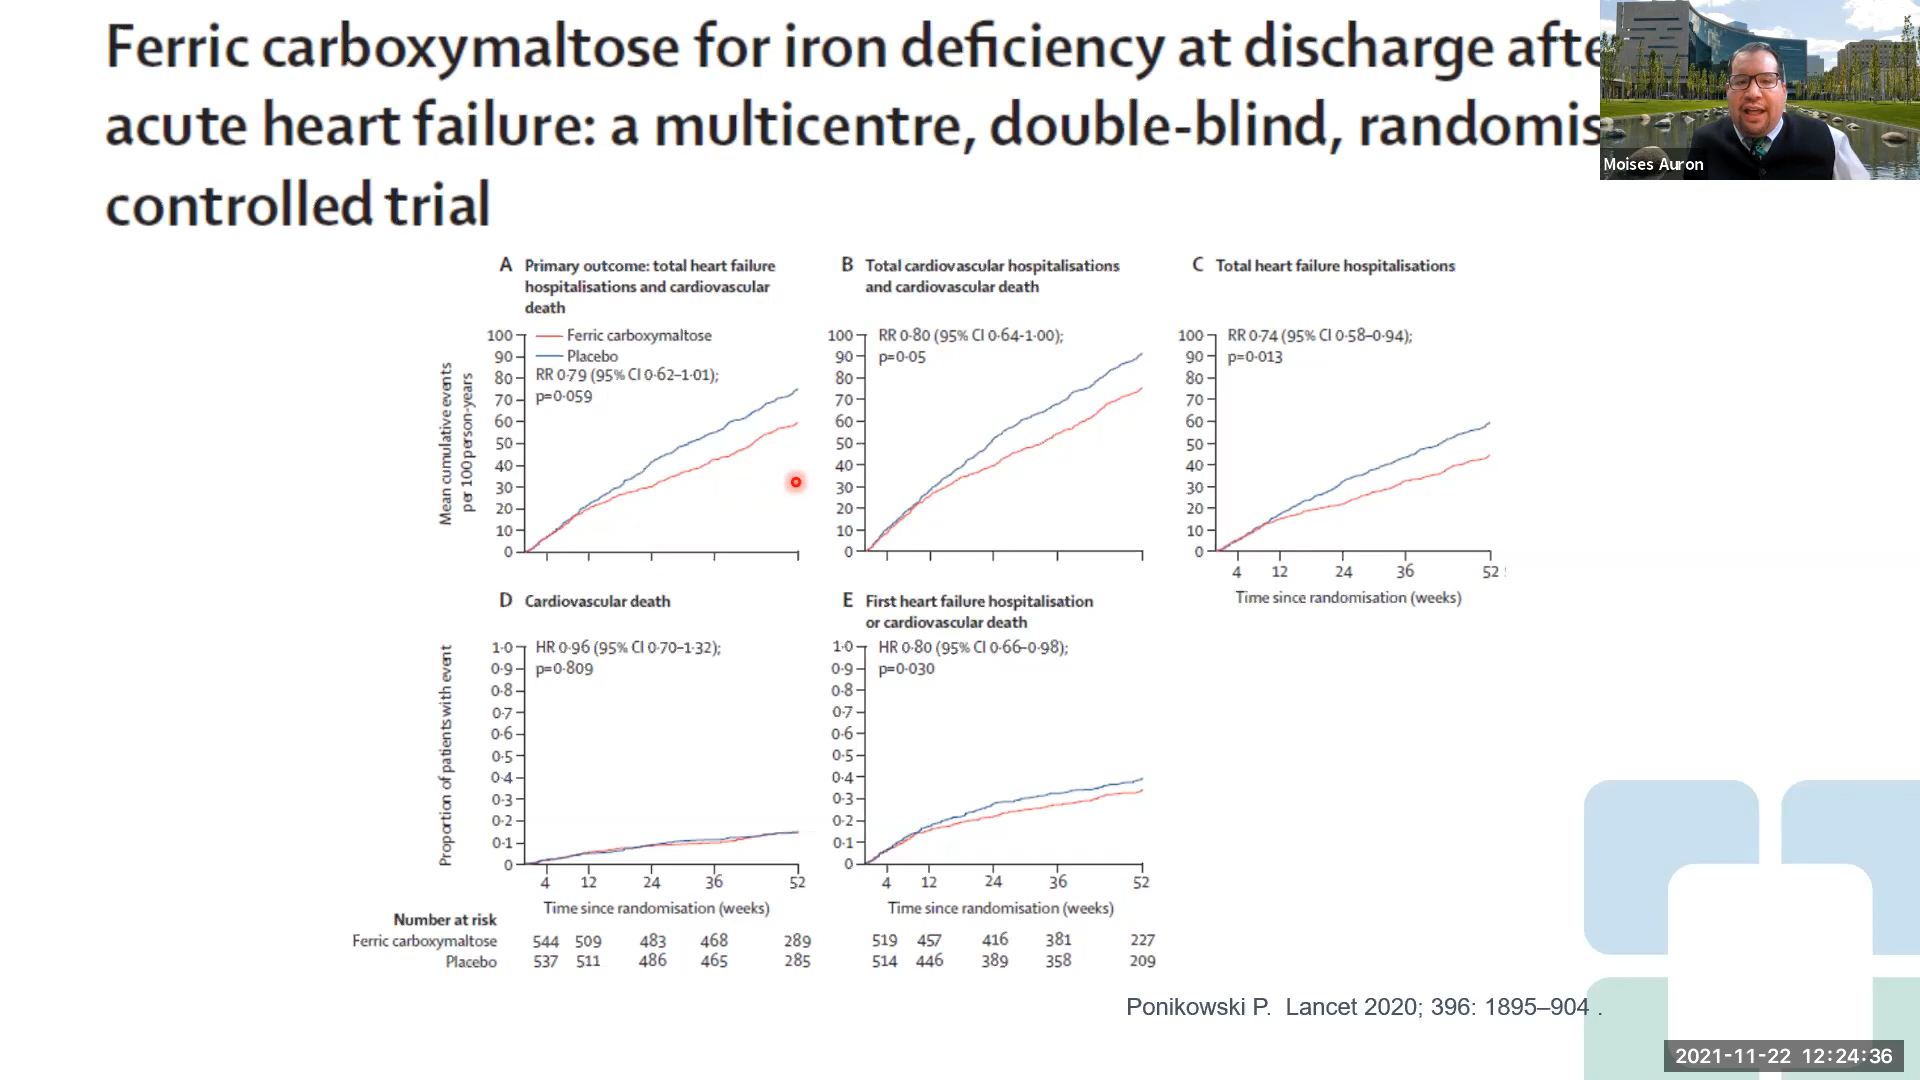 Ferric carboxymaltose for iron deficiency at discharge afte
acute heart failure: a multicentre, double-blind, randomis
controlled trial
Moises Auron
A Primary outcome: total heart failure
hospitalisations and cardiovascular
death
Mean cumulative events
per 100 person-years
100
90
80
70
60
50
40
30
20
10
0
Ferric carboxymaltose
Placebo
RR 0·79 (95% CI 0·62–1·01);
p=0·059
B Total cardiovascular hospitalisations
and cardiovascular death
100
90
80
70
60
50
40
30
20
10
0
RR 0·80 (95% CI 0·64-1·00);
p=0·05
C Total heart failure hospitalisations
100
90
80
70
60
50
40
30
20
10
0
RR 0·74 (95% CI 0·58–0·94);
p=0·013
4 12 24 36 52
Time since randomisation (weeks)
D Cardiovascular death
Proportion of patients with event
1·0
0·9
0·8
0·7
0·6
0·5
0·4
0·3
0·2
0·1
0
HR 0·96 (95% CI 0·70–1·32);
p=0·809
4 12 24 36 52
Time since randomisation (weeks)
E First heart failure hospitalisation
or cardiovascular death
1·0
0·9
0·8
0·7
0·6
0·5
0·4
0·3
0·2
0·1
0
HR 0·80 (95% CI 0·66–0·98);
p=0·030
4 12 24 36 52
Time since randomisation (weeks)
Number at risk
Ferric carboxymaltose 544 509 483 468 289 519 457 416 381 227
Placebo 537 511 486 465 285 514 446 389 358 209
Ponikowski P. Lancet 2020; 396: 1895–904 .
2021-11-22 12:24:36